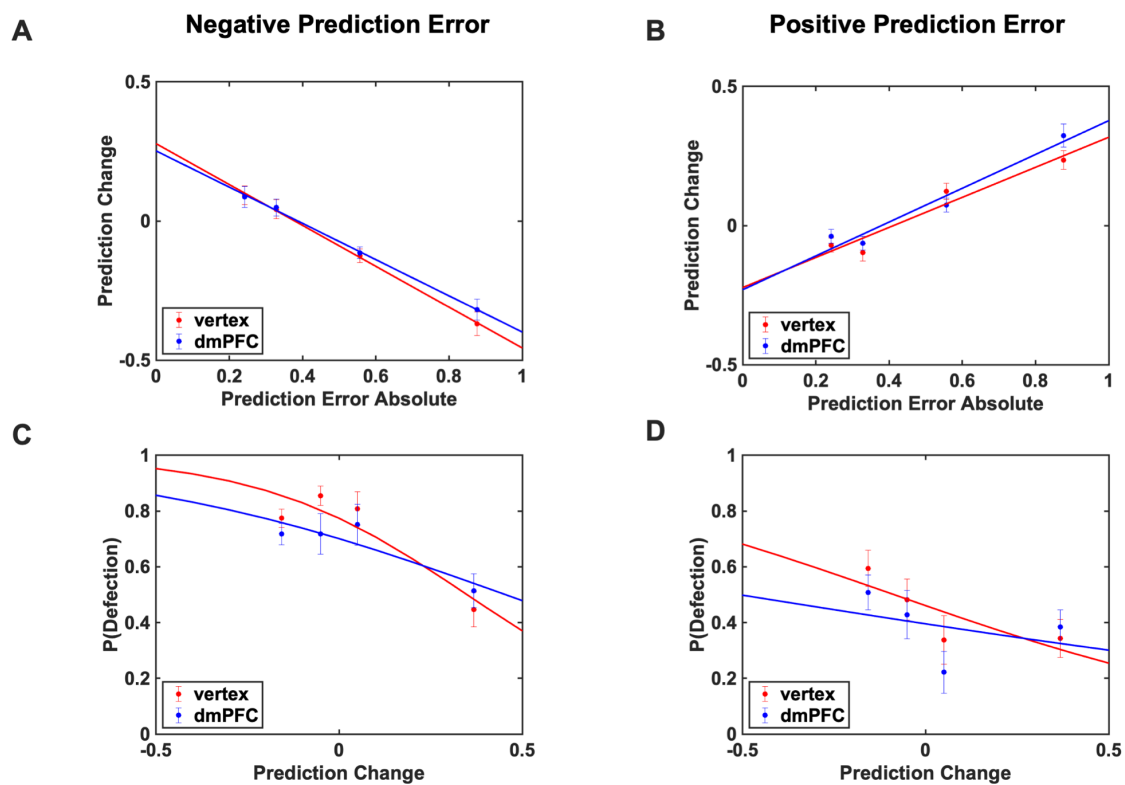 A
Negative Prediction Error
B
Positive Prediction Error
0.5
0
-0.5
Prediction Change
vertex
dmPFC
0
0.2
0.4
0.6
0.8
1
Prediction Error Absolute
0.5
0
-0.5
Prediction Change
vertex
dmPFC
0
0.2
0.4
0.6
0.8
1
Prediction Error Absolute
C
1
0.8
0.6
0.4
0.2
0
P(Defection)
vertex
dmPFC
-0.5
0
0.5
Prediction Change
D
1
0.8
0.6
0.4
0.2
0
P(Defection)
vertex
dmPFC
-0.5
0
0.5
Prediction Change